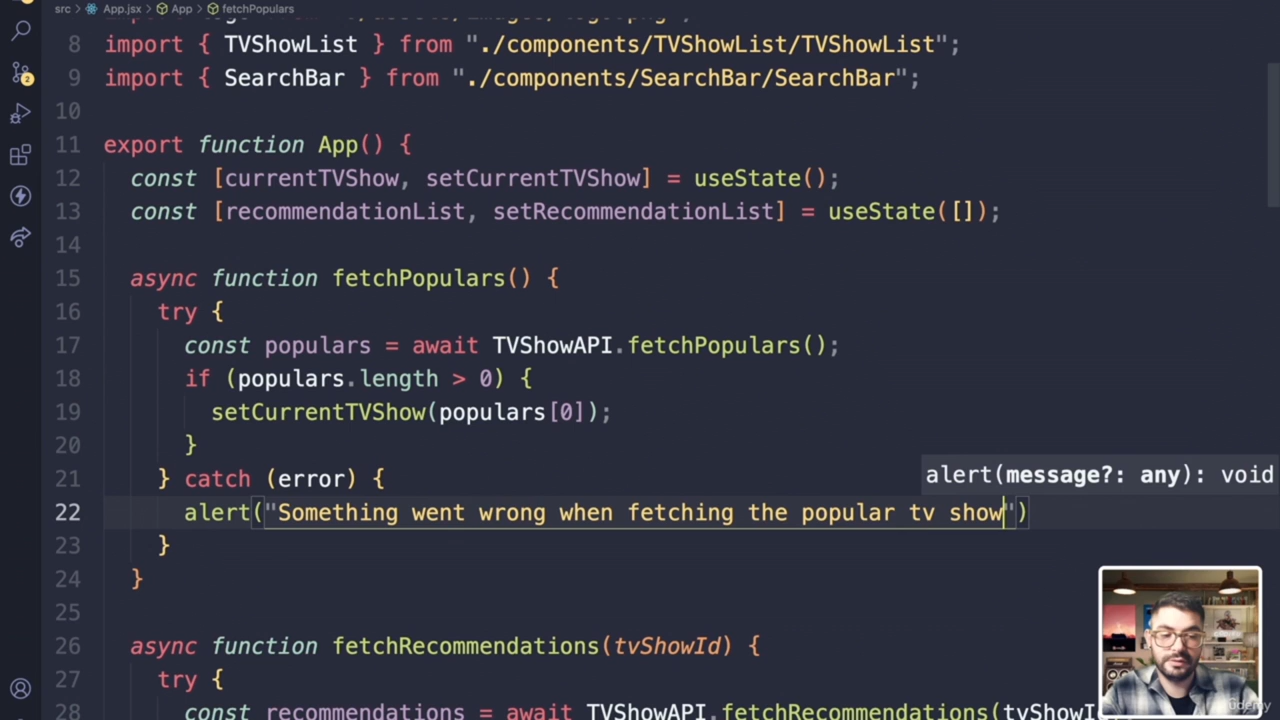 src > App.jsx > App > fetchPopulars
8 import { TVShowList } from "./components/TVShowList/TVShowList";
9 import { SearchBar } from "./components/SearchBar/SearchBar";
10
11 export function App() {
12 const [currentTVShow, setCurrentTVShow] = useState();
13 const [recommendationList, setRecommendationList] = useState([]);
14
15 async function fetchPopulars() {
16 try {
17 const populars = await TVShowAPI.fetchPopulars();
18 if (populars.length > 0) {
19 setCurrentTVShow(populars[0]);
20 }
21 } catch (error) {
alert(message?: any): void
22 alert("Something went wrong when fetching the popular tv show")
23 }
24 }
25
26 async function fetchRecommendations(tvShowId) {
27 try {
28 const recommendations = await TVShowAPI.fetchRecommendations(tvShowId
2